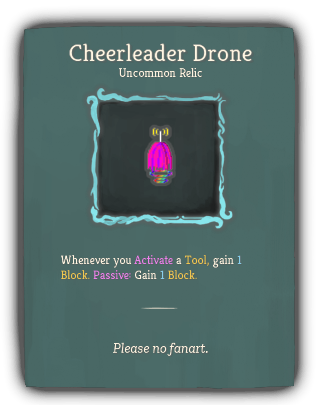 Cheerleader Drone
Uncommon Relic
Whenever you Activate a Tool, gain 1
Block. Passive: Gain 1 Block.
Please no fanart.